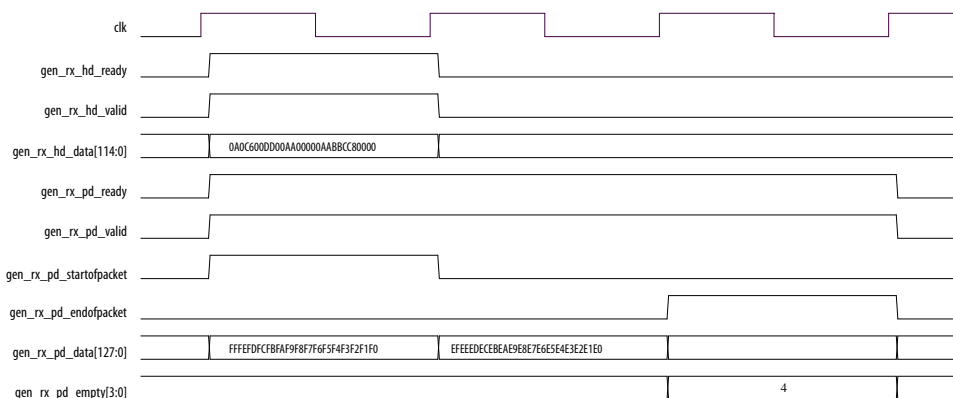 clk
gen_rx_hd_ready
gen_rx_hd_valid
gen_rx_hd_data[114:0] 0A0C600DD00AA00000AABBCC80000
gen_rx_pd_ready
gen_rx_pd_valid
gen_rx_pd_startofpacket
gen_rx_pd_endofpacket
gen_rx_pd_data[127:0] FFFEFDFCFBFAF9F8F7F6F5F4F3F2F1F0 EFEEEDECEBEAE9E8E7E6E5E4E3E2E1E0
gen_rx_pd_empty[3:0] 4